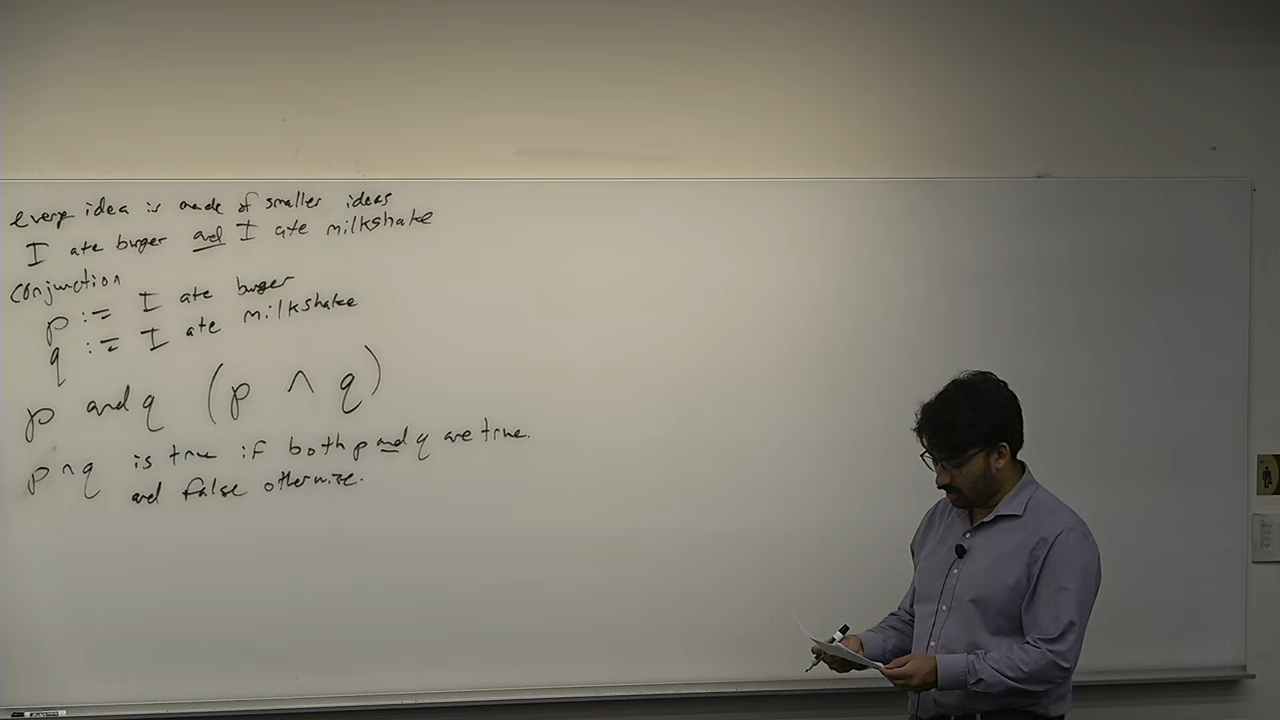 every idea is made of smaller ideas
I ate burger and I ate milkshake
Conjunction
p := I ate burger
q := I ate milkshake
p and q (p ∧ q)
p ∧ q is true if both p and q are true.
and false otherwise.